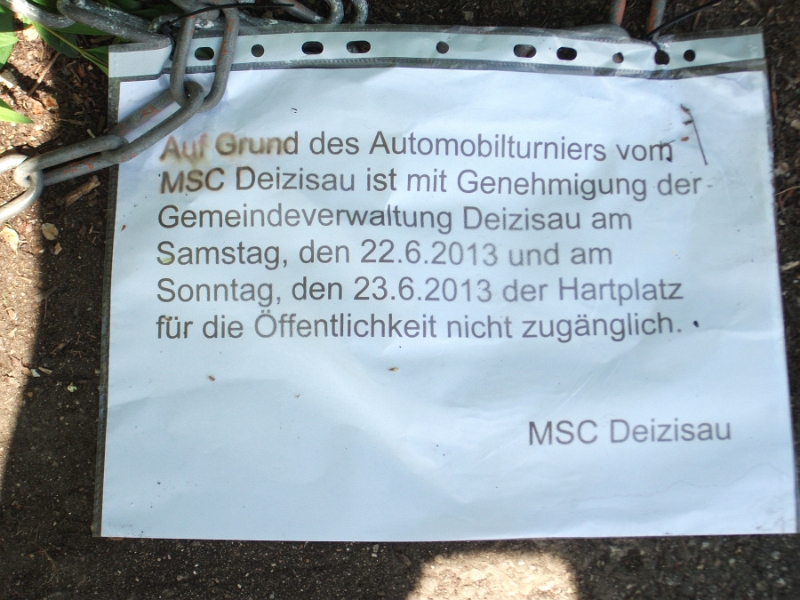 Auf Grund des Automobilturniers vom
MSC Deizisau ist mit Genehmigung der
Gemeindeverwaltung Deizisau am
Samstag, den 22.6.2013 und am
Sonntag, den 23.6.2013 der Hartplatz
für die Öffentlichkeit nicht zugänglich.
MSC Deizisau